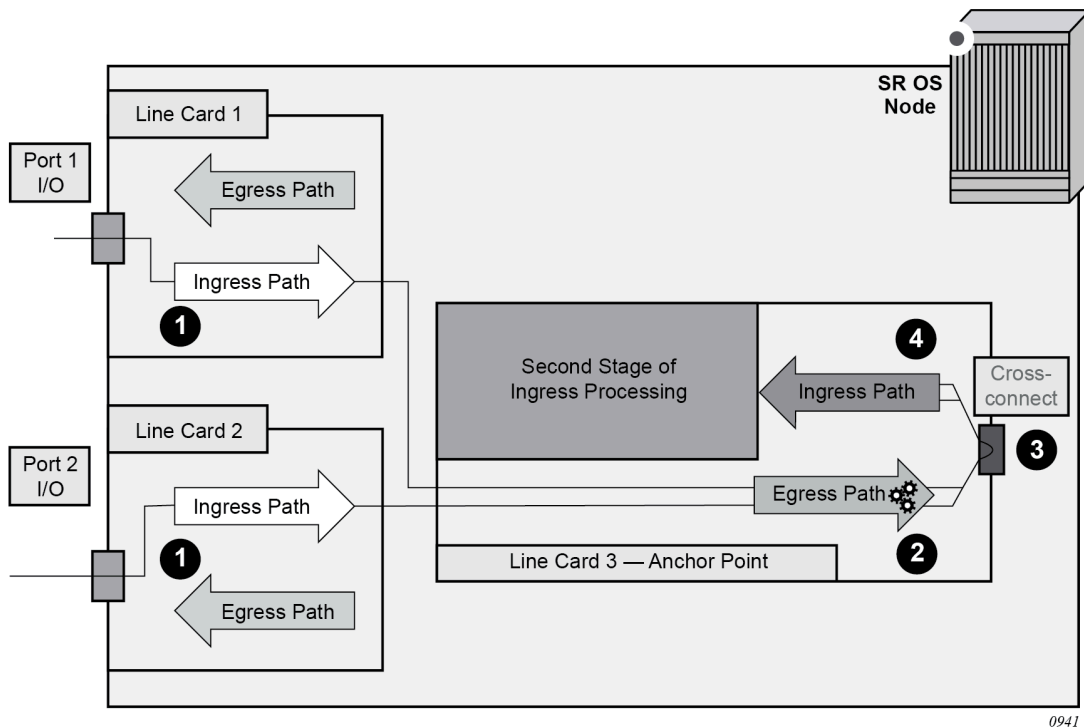 SR OS
Node
Line Card 1
Port 1
I/O
Egress Path
Ingress Path
1
4
Second Stage of
Ingress Processing
Ingress Path
Cross-
connect
3
Line Card 2
Port 2
I/O
Ingress Path
Egress Path
1
2
Line Card 3 — Anchor Point
Egress Path
0941